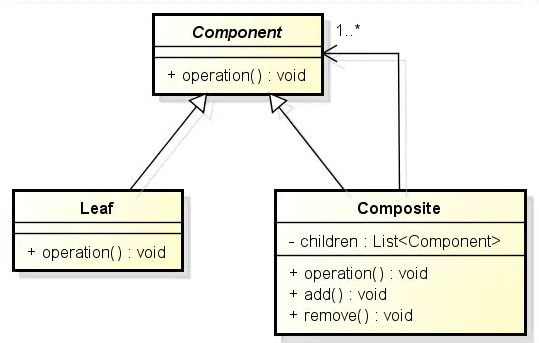 Component
1..*
+ operation() : void
Leaf
+ operation() : void
Composite
- children : List<Component>
+ operation() : void
+ add() : void
+ remove() : void